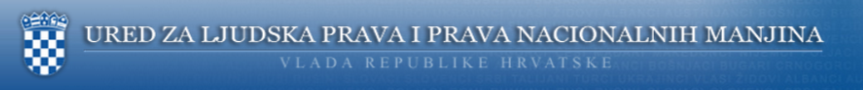 URED ZA LJUDSKA PRAVA I PRAVA NACIONALNIH MANJINA
VLADA REPUBLIKE HRVATSKE